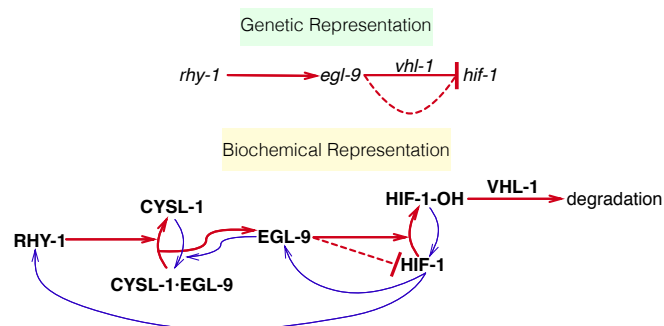 Genetic Representation
rhy-1 egl-9 vhl-1 hif-1
Biochemical Representation
CYSL-1 HIF-1-OH VHL-1 degradation
RHY-1 EGL-9
CYSL-1·EGL-9 HIF-1